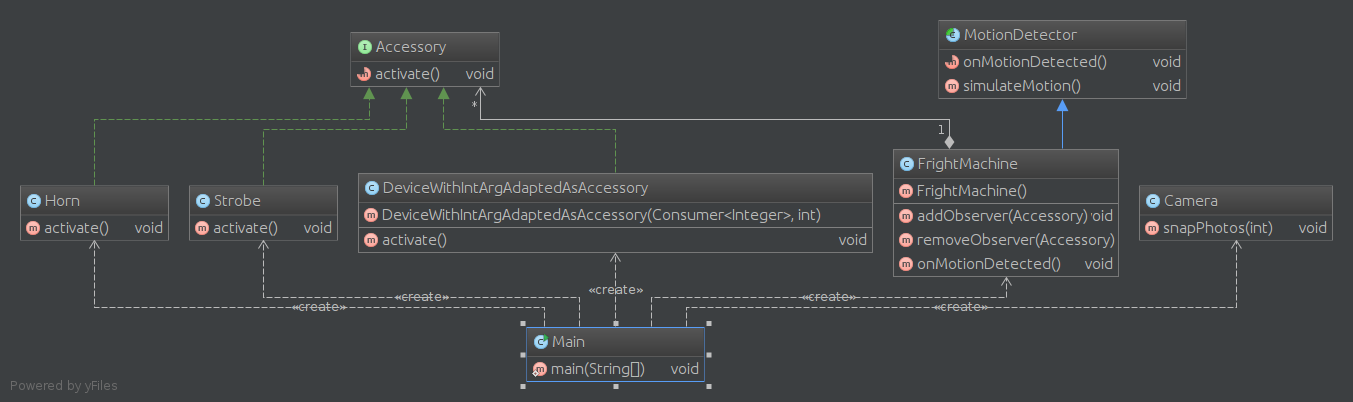 Accessory
activate() void
MotionDetector
onMotionDetected() void
simulateMotion() void
*
1
Horn
activate() void
Strobe
activate() void
DeviceWithIntArgAdaptedAsAccessory
DeviceWithIntArgAdaptedAsAccessory(Consumer<Integer>, int)
activate() void
FrightMachine
FrightMachine()
addObserver(Accessory) void
removeObserver(Accessory)
onMotionDetected() void
Camera
snapPhotos(int) void
«create»
«create»
«create»
«create»
«create»
Main
main(String[]) void
Powered by yFiles